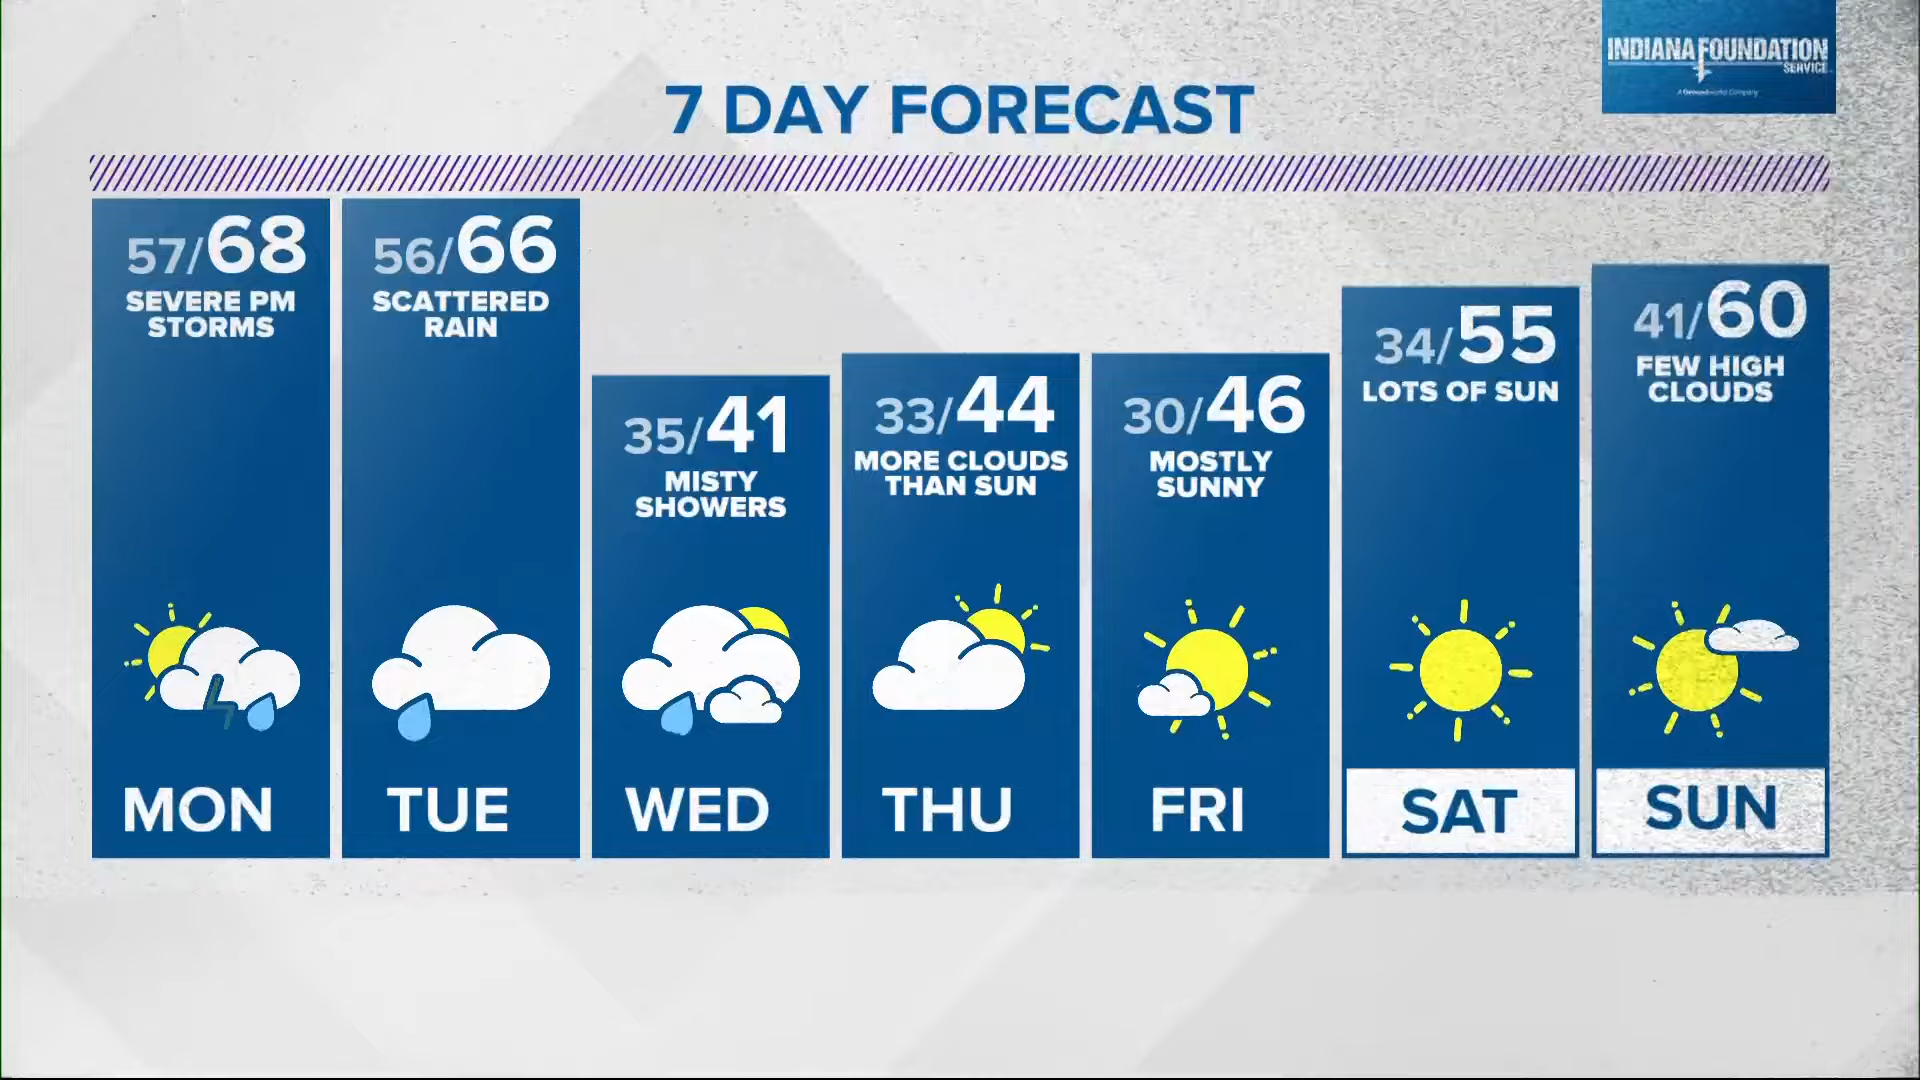 INDIANA FOUNDATION
SERVICE
A Groundworks Company
7 DAY FORECAST
57/68
SEVERE PM
STORMS
MON
56/66
SCATTERED
RAIN
TUE
35/41
MISTY
SHOWERS
WED
33/44
MORE CLOUDS
THAN SUN
THU
30/46
MOSTLY
SUNNY
FRI
34/55
LOTS OF SUN
SAT
41/60
FEW HIGH
CLOUDS
SUN